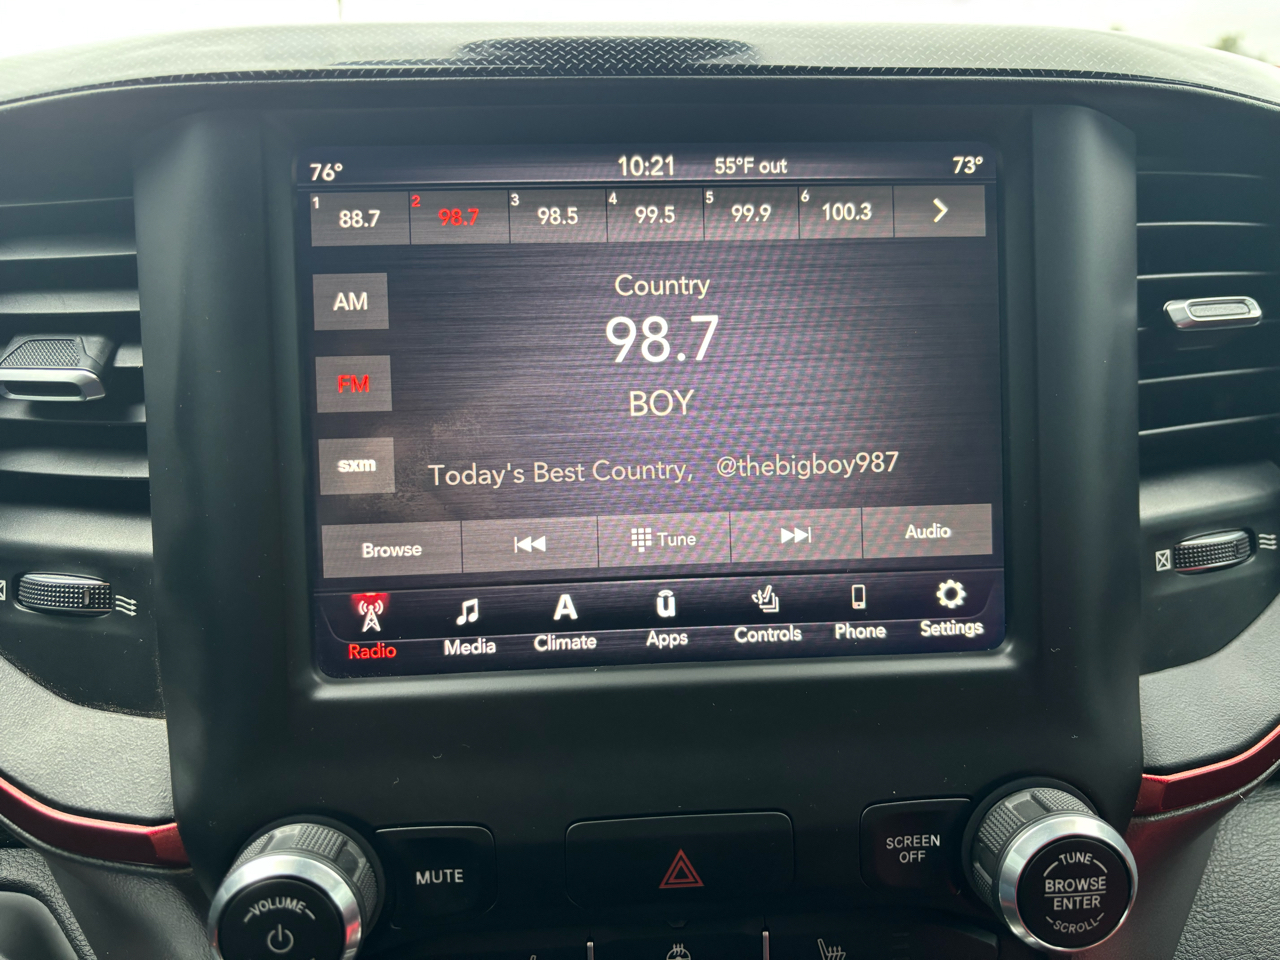 76° 10:21 55°F out 73°
1 88.7 2 98.7 3 98.5 4 99.5 5 99.9 6 100.3
Country
AM
98.7
FM
BOY
sxm
Today's Best Country, @thebigboy987
Browse Tune Audio
Radio Media Climate Apps Controls Phone Settings
VOLUME
MUTE
SCREEN
OFF
TUNE
BROWSE
ENTER
SCROLL